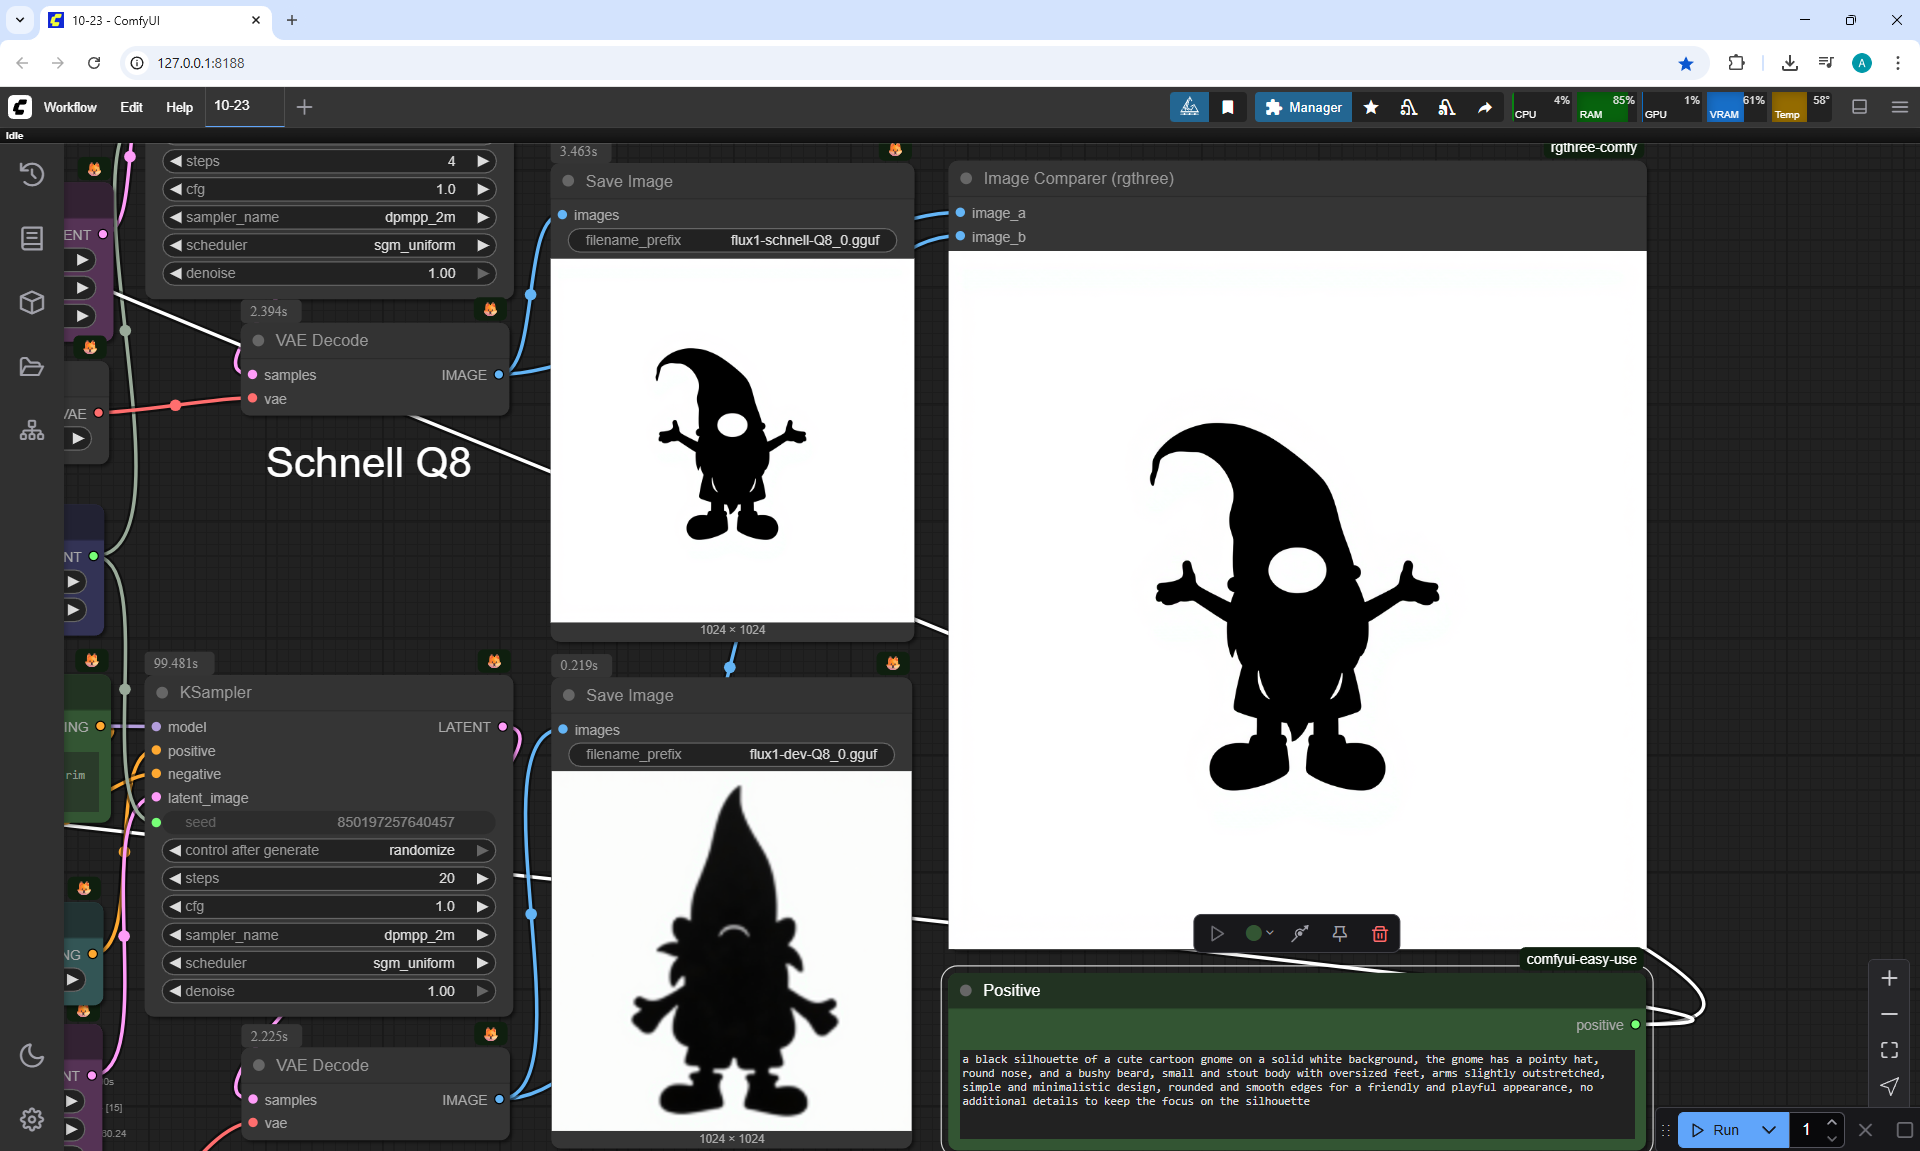 10-23 - ComfyUI
127.0.0.1:8188
A
Workflow
Edit
Help
10-23
Manager
CPU 4%
RAM 85%
GPU 1%
VRAM 61%
Temp 58°
Idle
steps 4
cfg 1.0
sampler_name dpmpp_2m
scheduler sgm_uniform
denoise 1.00
2.394s
VAE Decode
samples
IMAGE
vae
Schnell Q8
ENT
VAE
NT
ING
rim
NG
NT
0s
[15]
30.24
3.463s
Save Image
images
filename_prefix flux1-schnell-Q8_0.gguf
1024 × 1024
rgthree-comfy
Image Comparer (rgthree)
image_a
image_b
99.481s
KSampler
model
LATENT
positive
negative
latent_image
seed 850197257640457
control after generate randomize
steps 20
cfg 1.0
sampler_name dpmpp_2m
scheduler sgm_uniform
denoise 1.00
2.225s
VAE Decode
samples
IMAGE
vae
0.219s
Save Image
images
filename_prefix flux1-dev-Q8_0.gguf
1024 × 1024
comfyui-easy-use
Positive
positive
a black silhouette of a cute cartoon gnome on a solid white background, the gnome has a pointy hat,
round nose, and a bushy beard, small and stout body with oversized feet, arms slightly outstretched,
simple and minimalistic design, rounded and smooth edges for a friendly and playful appearance, no
additional details to keep the focus on the silhouette
Run
1